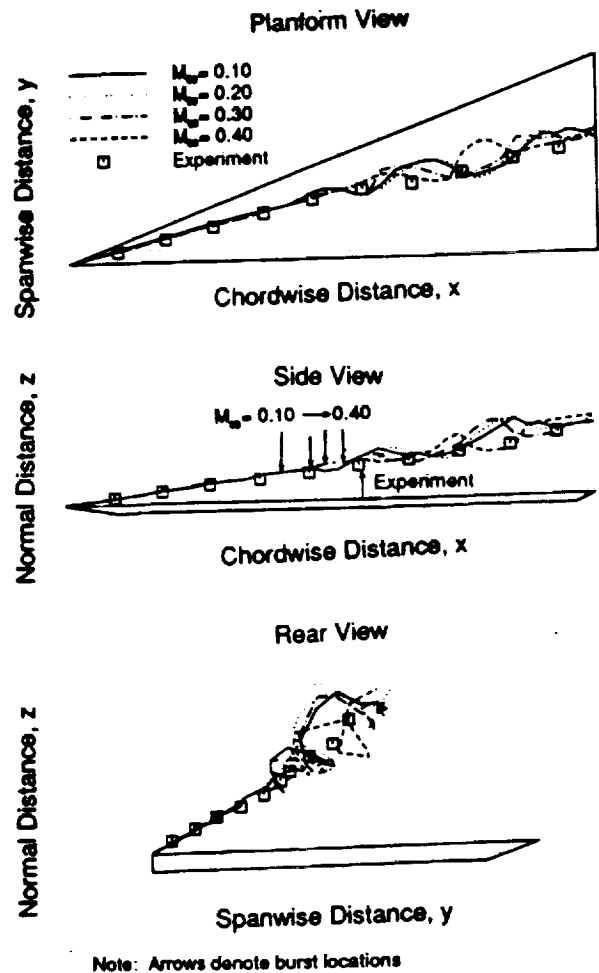 Planform View
Spanwise Distance, y
M∞= 0.10
M∞= 0.20
M∞= 0.30
M∞= 0.40
Experiment
Chordwise Distance, x
Side View
Normal Distance, z
M∞= 0.10 → 0.40
Experiment
Chordwise Distance, x
Rear View
Normal Distance, z
Spanwise Distance, y
Note: Arrows denote burst locations